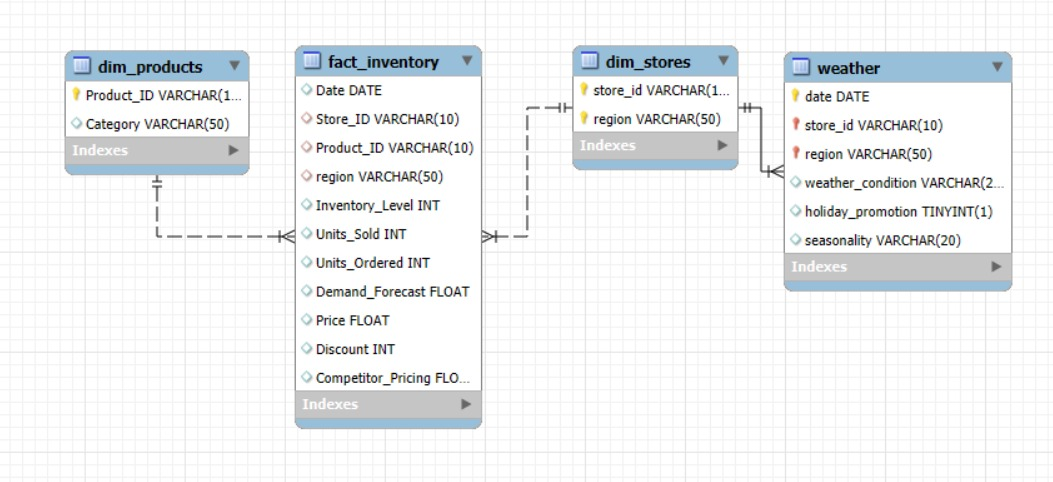 dim_products
Product_ID VARCHAR(1...
Category VARCHAR(50)
Indexes
fact_inventory
Date DATE
Store_ID VARCHAR(10)
Product_ID VARCHAR(10)
region VARCHAR(50)
Inventory_Level INT
Units_Sold INT
Units_Ordered INT
Demand_Forecast FLOAT
Price FLOAT
Discount INT
Competitor_Pricing FLO...
Indexes
dim_stores
store_id VARCHAR(1...
region VARCHAR(50)
Indexes
weather
date DATE
store_id VARCHAR(10)
region VARCHAR(50)
weather_condition VARCHAR(2...
holiday_promotion TINYINT(1)
seasonality VARCHAR(20)
Indexes